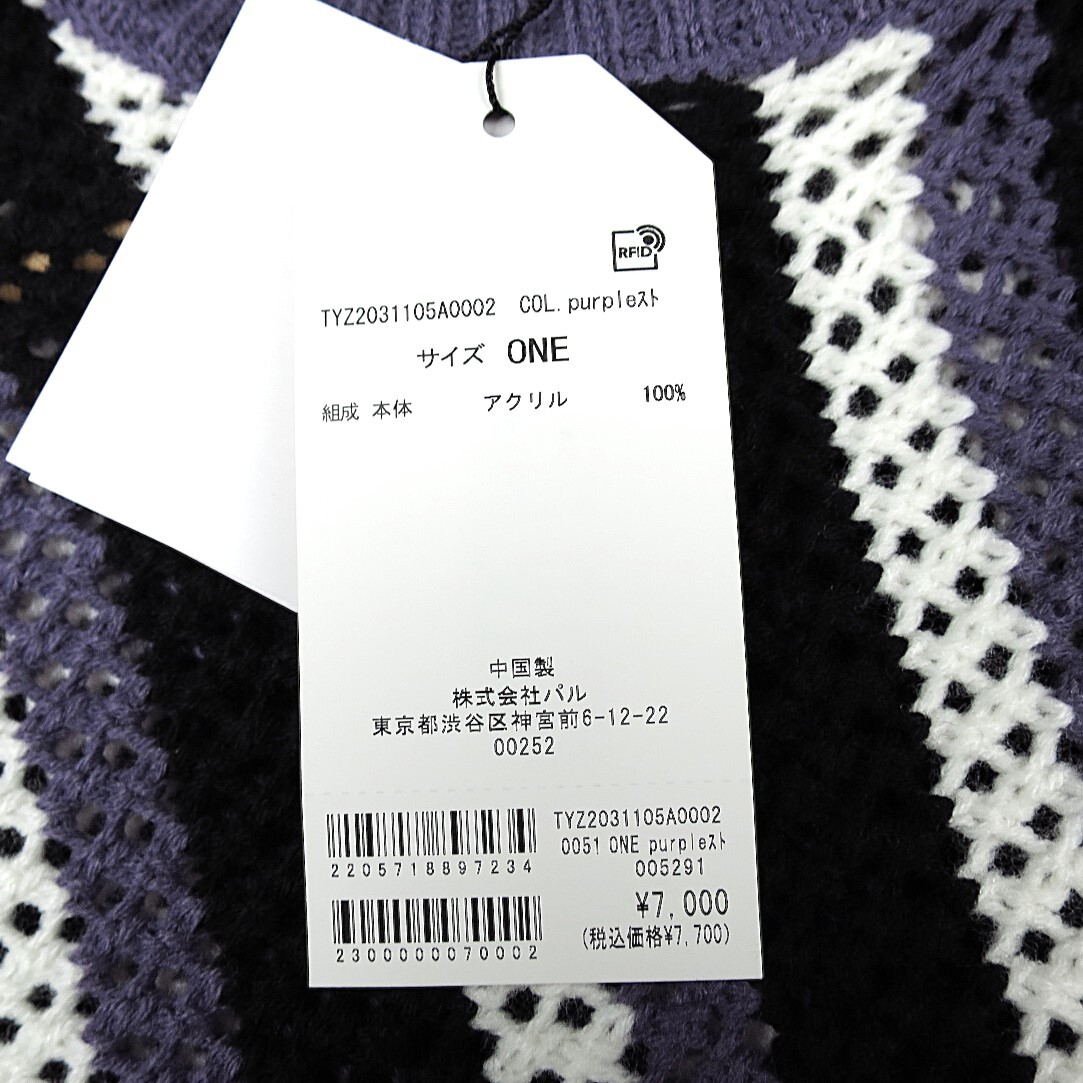 RFID
TYZ2031105A0002 COL.purpleｽﾄ
サイズ ONE
組成 本体 アクリル 100%
中国製
株式会社パル
東京都渋谷区神宮前6-12-22
00252
TYZ2031105A0002
0051 ONE purpleｽﾄ
005291
2205718897234
¥7,000
(税込価格¥7,700)
2300000070002